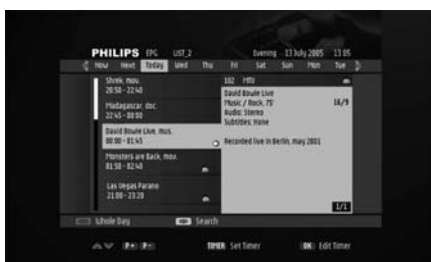 PHILIPS EPG LIST_2 Evening 13 July 2005 13:05
Now Next Today Wed Thu Fri Sat Sun Mon Tue
Shrek, mov.
20:50 - 22:40
Madagascar, doc.
22:45 - 00:00
David Bowie Live, mus.
00:00 - 01:45
Monsters are Back, mov.
01:50 - 02:40
Las Vegas Parano
21:00 - 23:20
102 MTV
David Bowie Live
Music / Rock, 75' 16/9
Audio: Stereo
Subtitles: None
Recorded live in Berlin, may 2001
1/1
Whole Day Search
P+ P- TIMER Set Timer OK Edit Timer